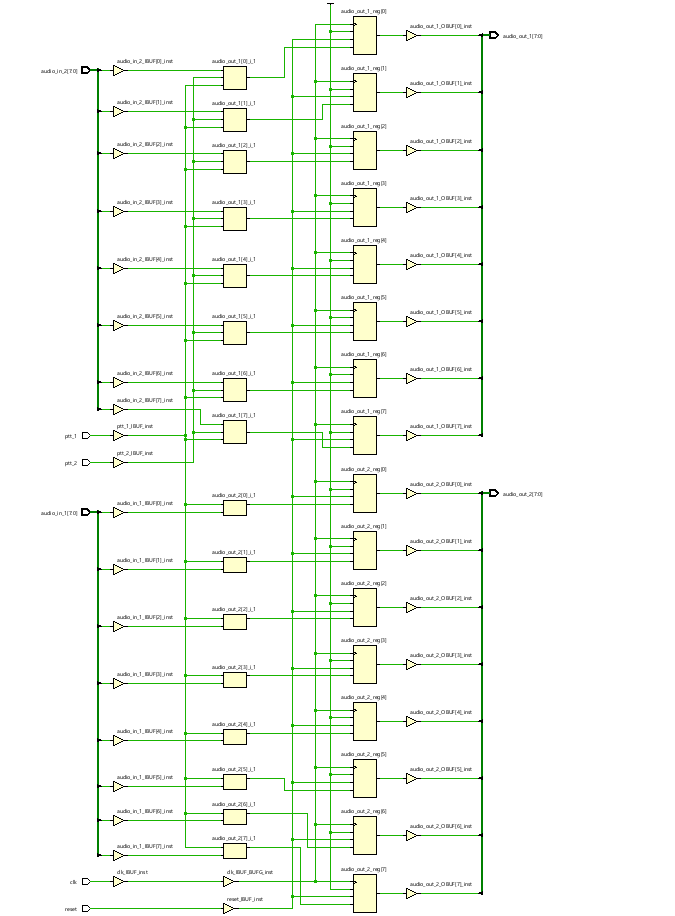 audio_out_1_reg[0]
audio_out_1_OBUF[0]_inst
audio_out_1[7:0]
audio_in_2_IBUF[0]_inst
audio_out_1[0]_i_1
audio_in_2[7:0]
audio_out_1_reg[1]
audio_out_1_OBUF[1]_inst
audio_in_2_IBUF[1]_inst
audio_out_1[1]_i_1
audio_out_1_reg[2]
audio_out_1_OBUF[2]_inst
audio_in_2_IBUF[2]_inst
audio_out_1[2]_i_1
audio_out_1_reg[3]
audio_out_1_OBUF[3]_inst
audio_in_2_IBUF[3]_inst
audio_out_1[3]_i_1
audio_out_1_reg[4]
audio_out_1_OBUF[4]_inst
audio_in_2_IBUF[4]_inst
audio_out_1[4]_i_1
audio_out_1_reg[5]
audio_out_1_OBUF[5]_inst
audio_in_2_IBUF[5]_inst
audio_out_1[5]_i_1
audio_out_1_reg[6]
audio_out_1_OBUF[6]_inst
audio_in_2_IBUF[6]_inst
audio_out_1[6]_i_1
audio_in_2_IBUF[7]_inst
audio_out_1[7]_i_1
audio_out_1_reg[7]
audio_out_1_OBUF[7]_inst
ptt_1
ptt_1_IBUF_inst
ptt_2
ptt_2_IBUF_inst
audio_out_2_reg[0]
audio_out_2_OBUF[0]_inst
audio_out_2[7:0]
audio_in_1[7:0]
audio_in_1_IBUF[0]_inst
audio_out_2[0]_i_1
audio_out_2_reg[1]
audio_out_2_OBUF[1]_inst
audio_in_1_IBUF[1]_inst
audio_out_2[1]_i_1
audio_out_2_reg[2]
audio_out_2_OBUF[2]_inst
audio_in_1_IBUF[2]_inst
audio_out_2[2]_i_1
audio_out_2_reg[3]
audio_out_2_OBUF[3]_inst
audio_in_1_IBUF[3]_inst
audio_out_2[3]_i_1
audio_out_2_reg[4]
audio_out_2_OBUF[4]_inst
audio_in_1_IBUF[4]_inst
audio_out_2[4]_i_1
audio_out_2_reg[5]
audio_out_2_OBUF[5]_inst
audio_in_1_IBUF[5]_inst
audio_out_2[5]_i_1
audio_in_1_IBUF[6]_inst
audio_out_2[6]_i_1
audio_out_2_reg[6]
audio_out_2_OBUF[6]_inst
audio_in_1_IBUF[7]_inst
audio_out_2[7]_i_1
audio_out_2_reg[7]
audio_out_2_OBUF[7]_inst
clk
clk_IBUF_inst
clk_IBUF_BUFG_inst
reset
reset_IBUF_inst